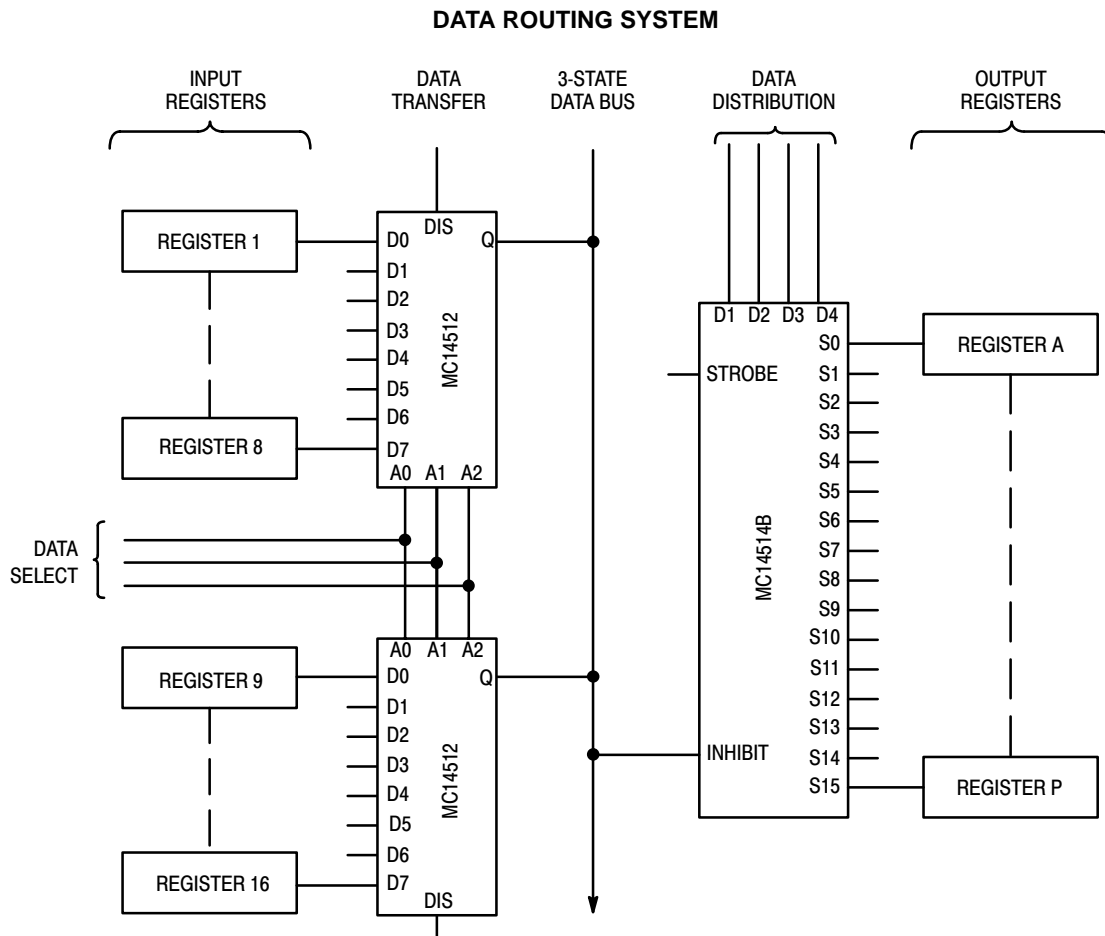 DATA ROUTING SYSTEM
INPUT
REGISTERS
DATA
TRANSFER
3-STATE
DATA BUS
DATA
DISTRIBUTION
OUTPUT
REGISTERS
REGISTER 1
DIS
D0
Q
D1
D2
D3
D4
D5
D6
D7
MC14512
A0 A1 A2
REGISTER 8
DATA
SELECT
A0 A1 A2
REGISTER 9
D0
Q
D1
D2
D3
D4
D5
D6
D7
MC14512
DIS
REGISTER 16
D1 D2 D3 D4
STROBE
INHIBIT
MC14514B
S0
S1
S2
S3
S4
S5
S6
S7
S8
S9
S10
S11
S12
S13
S14
S15
REGISTER A
REGISTER P